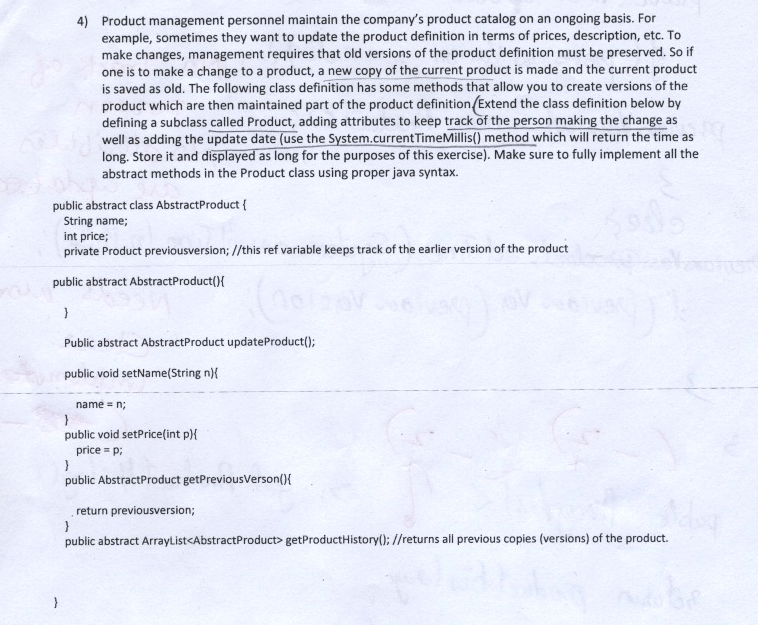 4) Product management personnel maintain the company's product catalog on an ongoing basis. For
example, sometimes they want to update the product definition in terms of prices, description, etc. To
make changes, management requires that old versions of the product definition must be preserved. So if
one is to make a change to a product, a new copy of the current product is made and the current product
is saved as old. The following class definition has some methods that allow you to create versions of the
product which are then maintained part of the product definition (Extend the class definition below by
defining a subclass called Product, adding attributes to keep track of the person making the change as
well as adding the update date (use the System.currentTimeMillis() method which will return the time as
long. Store it and displayed as long for the purposes of this exercise). Make sure to fully implement all the
abstract methods in the Product class using proper java syntax.
public abstract class AbstractProduct {
String name;
int price;
private Product previousversion; //this ref variable keeps track of the earlier version of the product
public abstract AbstractProduct(){
}
Public abstract AbstractProduct updateProduct();
public void setName(String n){
name = n;
}
public void setPrice(int p){
price = p;
}
public AbstractProduct getPreviousVerson(){
return previousversion;
}
public abstract ArrayList<AbstractProduct> getProductHistory(); //returns all previous copies (versions) of the product.
}